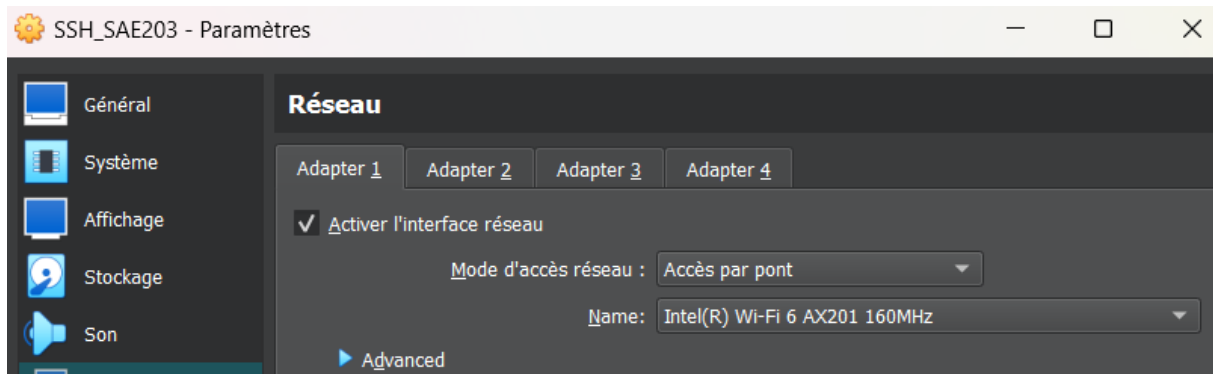 SSH_SAE203 - Paramètres
Général
Système
Affichage
Stockage
Son
Réseau
Adapter 1 Adapter 2 Adapter 3 Adapter 4
Activer l'interface réseau
Mode d'accès réseau : Accès par pont
Name: Intel(R) Wi-Fi 6 AX201 160MHz
Advanced